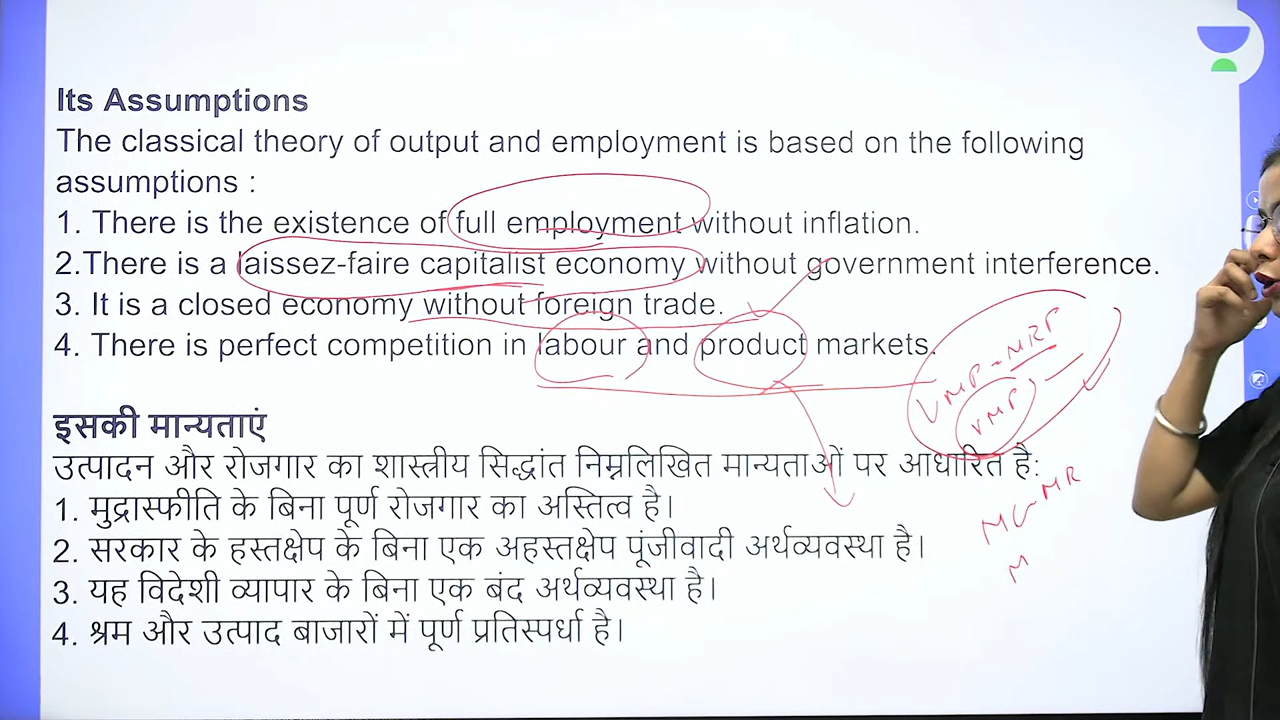 Its Assumptions
The classical theory of output and employment is based on the following
assumptions :
1. There is the existence of full employment without inflation.
2.There is a laissez-faire capitalist economy without government interference.
3. It is a closed economy without foreign trade.
4. There is perfect competition in labour and product markets.
VMP = MRP
VMP
इसकी मान्यताएं
उत्पादन और रोजगार का शास्त्रीय सिद्धांत निम्नलिखित मान्यताओं पर आधारित है:
1. मुद्रास्फीति के बिना पूर्ण रोजगार का अस्तित्व है।
MC=MR
2. सरकार के हस्तक्षेप के बिना एक अहस्तक्षेप पूंजीवादी अर्थव्यवस्था है।
M
3. यह विदेशी व्यापार के बिना एक बंद अर्थव्यवस्था है।
4. श्रम और उत्पाद बाजारों में पूर्ण प्रतिस्पर्धा है।